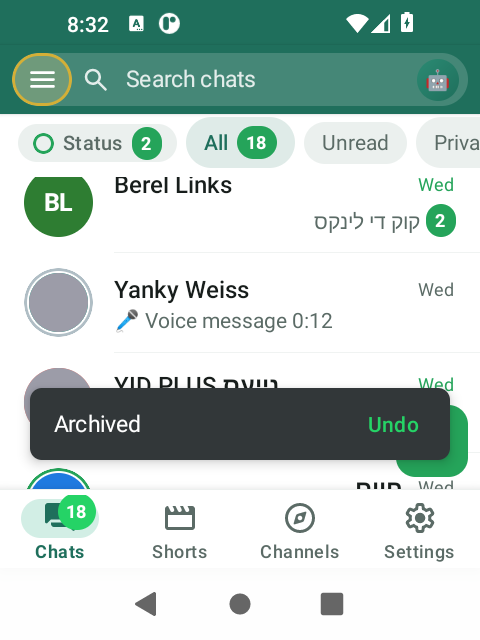 8:32
Search chats
Status 2
All 18
Unread
Priva
BL
Berel Links
Wed
קוק די לינקס
2
Yanky Weiss
Wed
🎤 Voice message 0:12
YID PLUS נייעס
Wed
Archived
Undo
Wed
18
Chats
Shorts
Channels
Settings